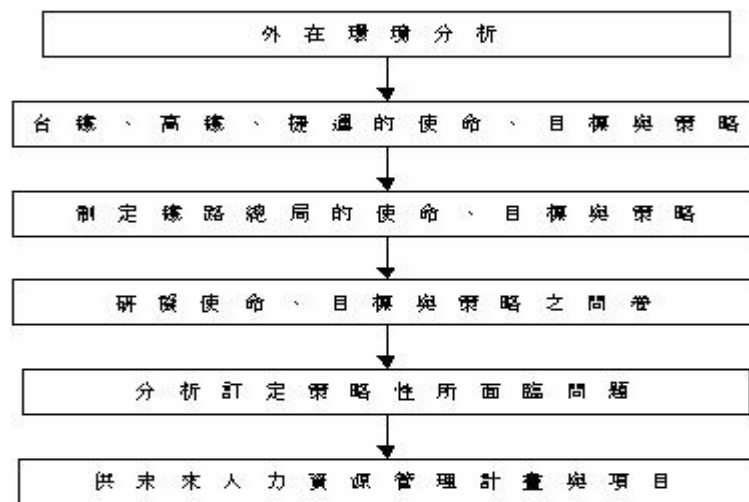 外在環境分析
台鐵、高鐵、捷運的使命、目標與策略
制定鐵路總局的使命、目標與策略
研擬使命、目標與策略之問卷
分析訂定策略性所面臨問題
供未來人力資源管理計畫與項目